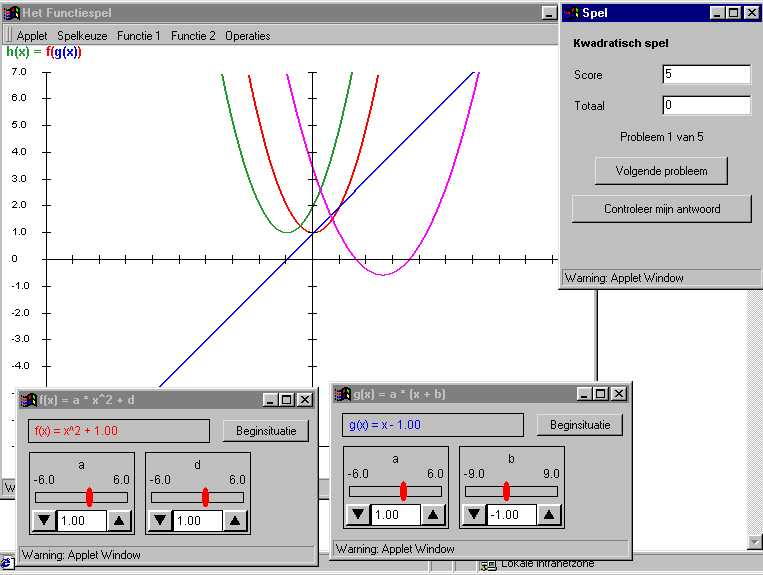 Het Functiespel
Applet Spelkeuze Functie 1 Functie 2 Operaties
h(x) = f(g(x))
7.0
6.0
5.0
4.0
3.0
2.0
1.0
.0
-1.0
-2.0
-3.0
-4.0
Spel
Kwadratisch spel
Score 5
Totaal 0
Probleem 1 van 5
Volgende probleem
Controleer mijn antwoord
Warning: Applet Window
f(x) = a * x^2 + d
f(x) = x^2 + 1.00 Beginsituatie
a d
-6.0 6.0 -6.0 6.0
1.00 1.00
Warning: Applet Window
g(x) = a * (x + b)
g(x) = x - 1.00 Beginsituatie
a b
-6.0 6.0 -9.0 9.0
1.00 -1.00
Warning: Applet Window
Lokale intranetzone